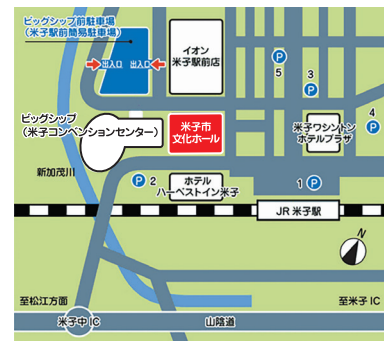 ビッグシップ前駐車場
(米子駅前簡易駐車場)
出入口 出入口
イオン
米子駅前店
P
5
3
P
4
P
ビッグシップ
(米子コンベンションセンター)
米子市
文化ホール
米子ワシントン
ホテルプラザ
新加茂川
P 2
ホテル
ハーベストイン米子
1 P
JR 米子駅
N
至松江方面
至米子 IC
米子中 IC
山陰道